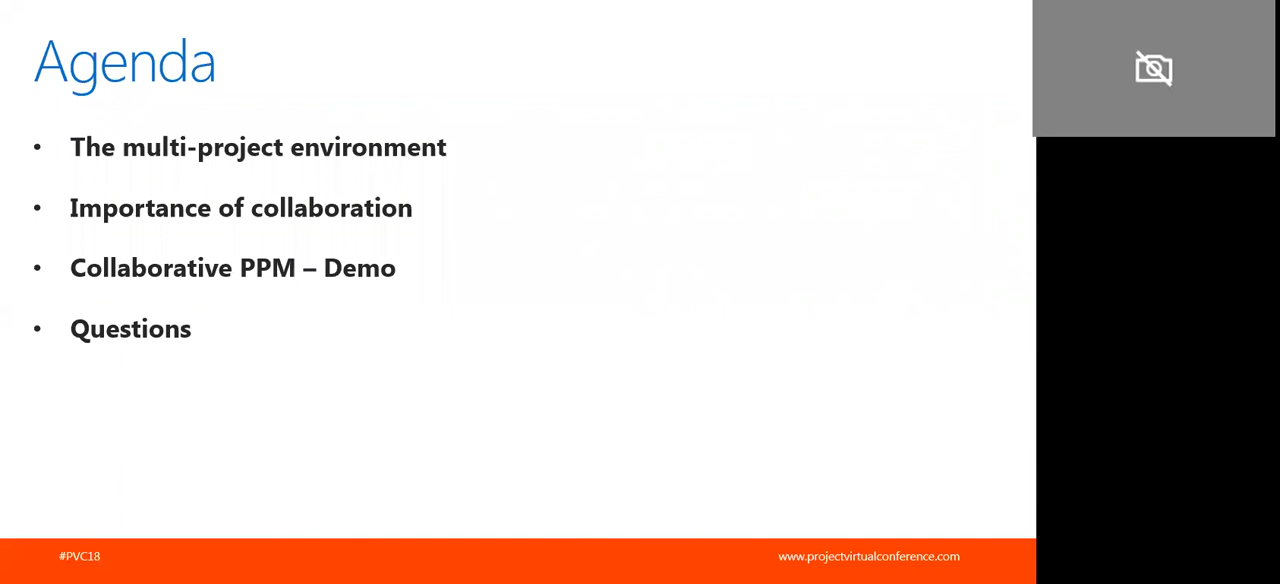 Agenda
• The multi-project environment
• Importance of collaboration
• Collaborative PPM – Demo
• Questions
#PVC18
www.projectvirtualconference.com